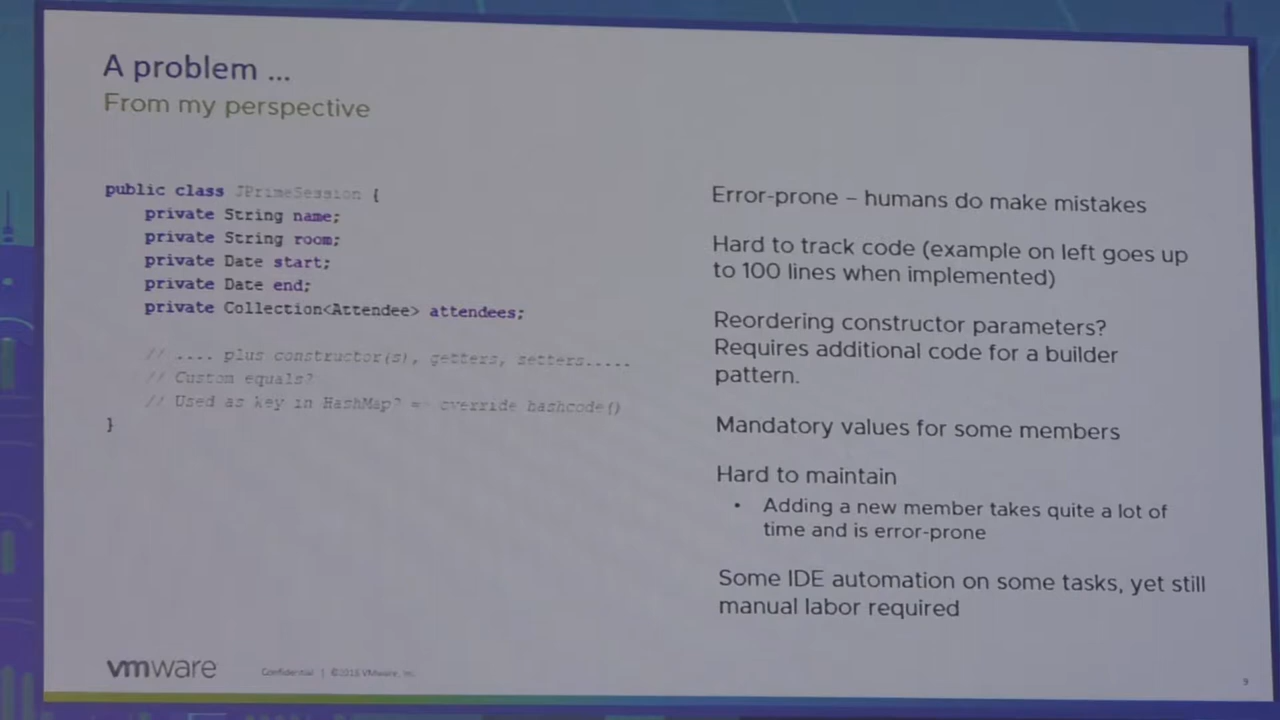 A problem ...
From my perspective
public class JPrimeSession {
private String name;
private String room;
private Date start;
private Date end;
private Collection<Attendee> attendees;
// .... plus constructor(s), getters, setters.....
// Custom equals?
// Used as key in HashMap? = override hashcode()
}
Error-prone – humans do make mistakes
Hard to track code (example on left goes up
to 100 lines when implemented)
Reordering constructor parameters?
Requires additional code for a builder
pattern.
Mandatory values for some members
Hard to maintain
• Adding a new member takes quite a lot of
time and is error-prone
Some IDE automation on some tasks, yet still
manual labor required
vmware
Confidential | ©2018 VMware, Inc.
9